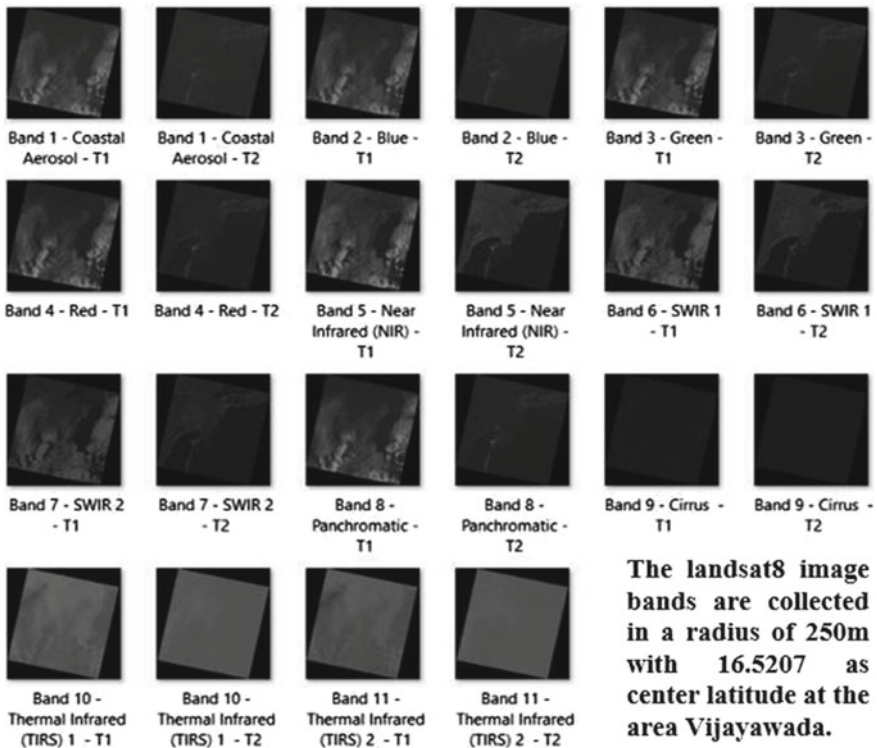 Band 1 - Coastal
Aerosol - T1
Band 1 - Coastal
Aerosol - T2
Band 2 - Blue -
T1
Band 2 - Blue -
T2
Band 3 - Green -
T1
Band 3 - Green -
T2
Band 4 - Red - T1
Band 4 - Red - T2
Band 5 - Near
Infrared (NIR) -
T1
Band 5 - Near
Infrared (NIR) -
T2
Band 6 - SWIR 1
- T1
Band 6 - SWIR 1
- T2
Band 7 - SWIR 2
- T1
Band 7 - SWIR 2
- T2
Band 8 -
Panchromatic -
T1
Band 8 -
Panchromatic -
T2
Band 9 - Cirrus -
T1
Band 9 - Cirrus -
T2
Band 10 -
Thermal Infrared
(TIRS) 1 - T1
Band 10 -
Thermal Infrared
(TIRS) 1 - T2
Band 11 -
Thermal Infrared
(TIRS) 2 - T1
Band 11 -
Thermal Infrared
(TIRS) 2 - T2
The landsat8 image
bands are collected
in a radius of 250m
with 16.5207 as
center latitude at the
area Vijayawada.